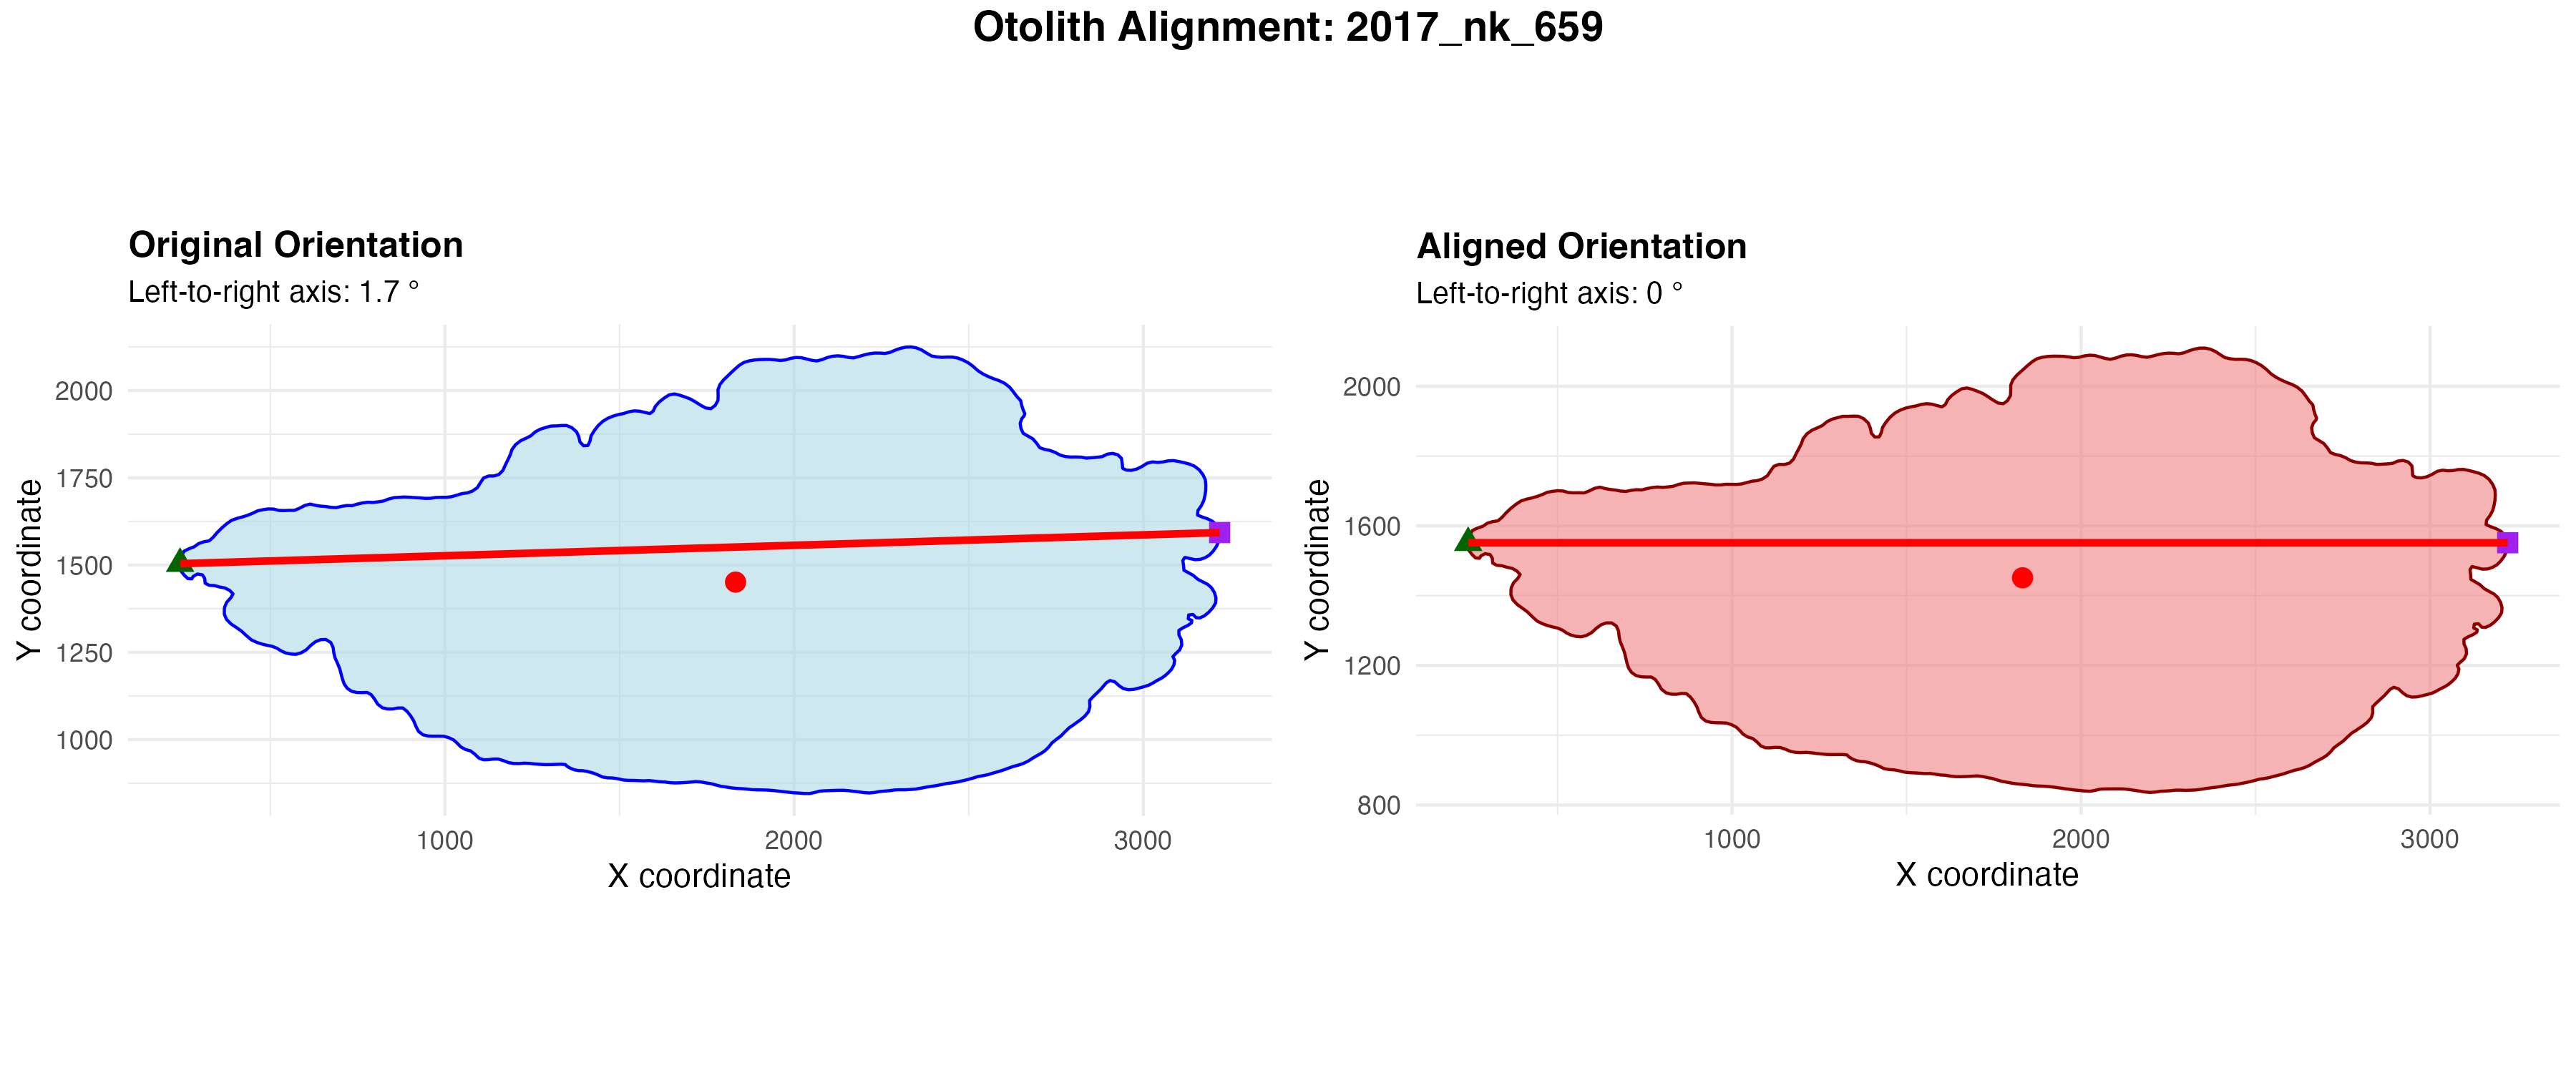 Otolith Alignment: 2017_nk_659
Original Orientation
Left-to-right axis: 1.7 °
Y coordinate
2000
1750
1500
1250
1000
1000
2000
3000
X coordinate
Aligned Orientation
Left-to-right axis: 0 °
Y coordinate
2000
1600
1200
800
1000
2000
3000
X coordinate